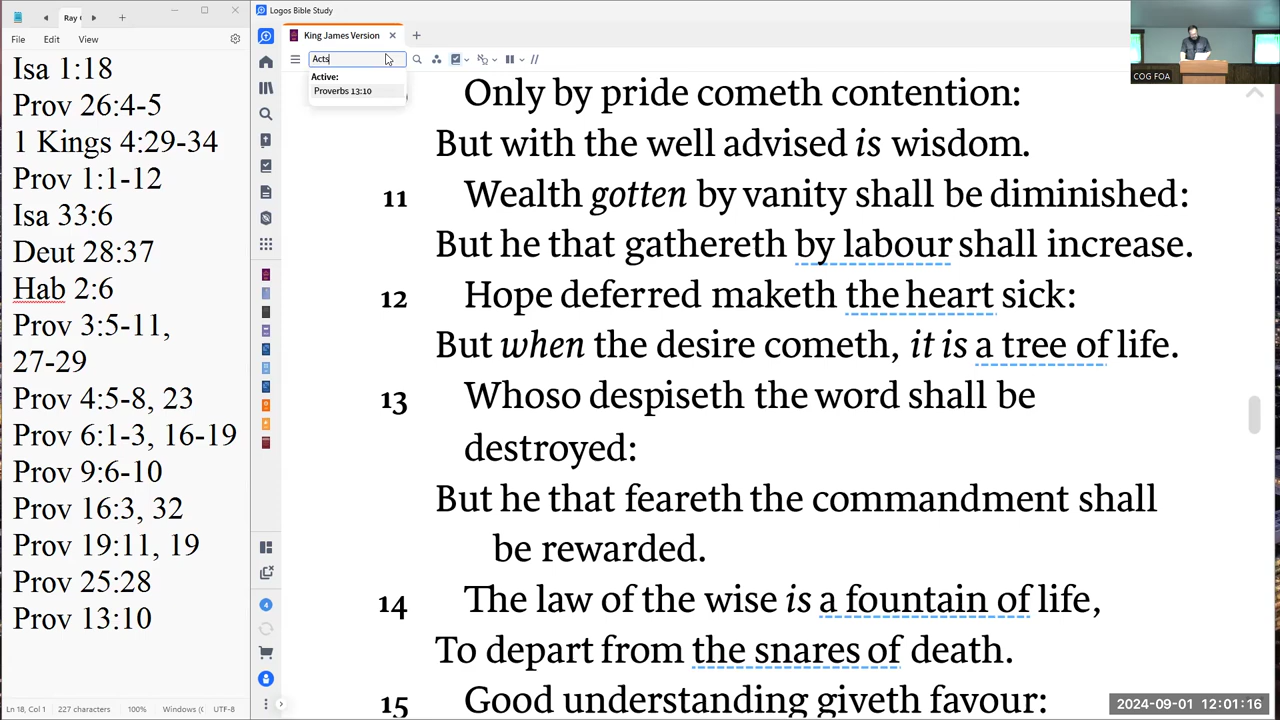 Ray
File
Edit
View
Isa 1:18
Prov 26:4-5
1 Kings 4:29-34
Prov 1:1-12
Isa 33:6
Deut 28:37
Hab 2:6
Prov 3:5-11,
27-29
Prov 4:5-8, 23
Prov 6:1-3, 16-19
Prov 9:6-10
Prov 16:3, 32
Prov 19:11, 19
Prov 25:28
Prov 13:10
Ln 18, Col 1
227 characters
100%
Windows (
UTF-8
Logos Bible Study
King James Version
Acts
Active:
Proverbs 13:10
Only by pride cometh contention:
But with the well advised is wisdom.
11 Wealth gotten by vanity shall be diminished:
But he that gathereth by labour shall increase.
12 Hope deferred maketh the heart sick:
But when the desire cometh, it is a tree of life.
13 Whoso despiseth the word shall be
destroyed:
But he that feareth the commandment shall
be rewarded.
14 The law of the wise is a fountain of life,
To depart from the snares of death.
15 Good understanding giveth favour:
4
COG FOA
2024-09-01 12:01:16